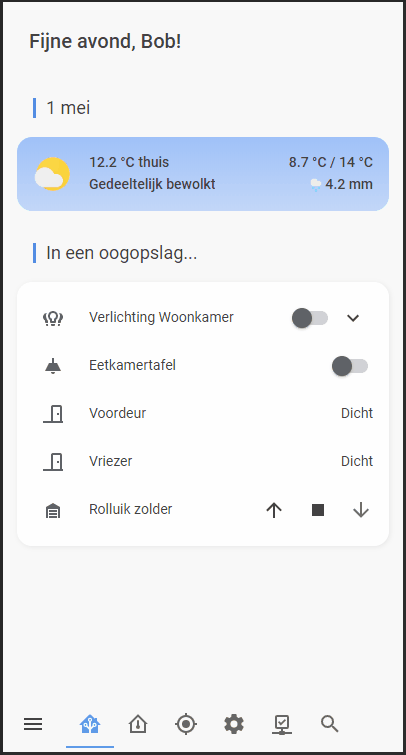 Fijne avond, Bob!
1 mei
12.2 °C thuis
8.7 °C / 14 °C
Gedeeltelijk bewolkt
4.2 mm
In een oogopslag...
Verlichting Woonkamer
Eetkamertafel
Voordeur Dicht
Vriezer Dicht
Rolluik zolder